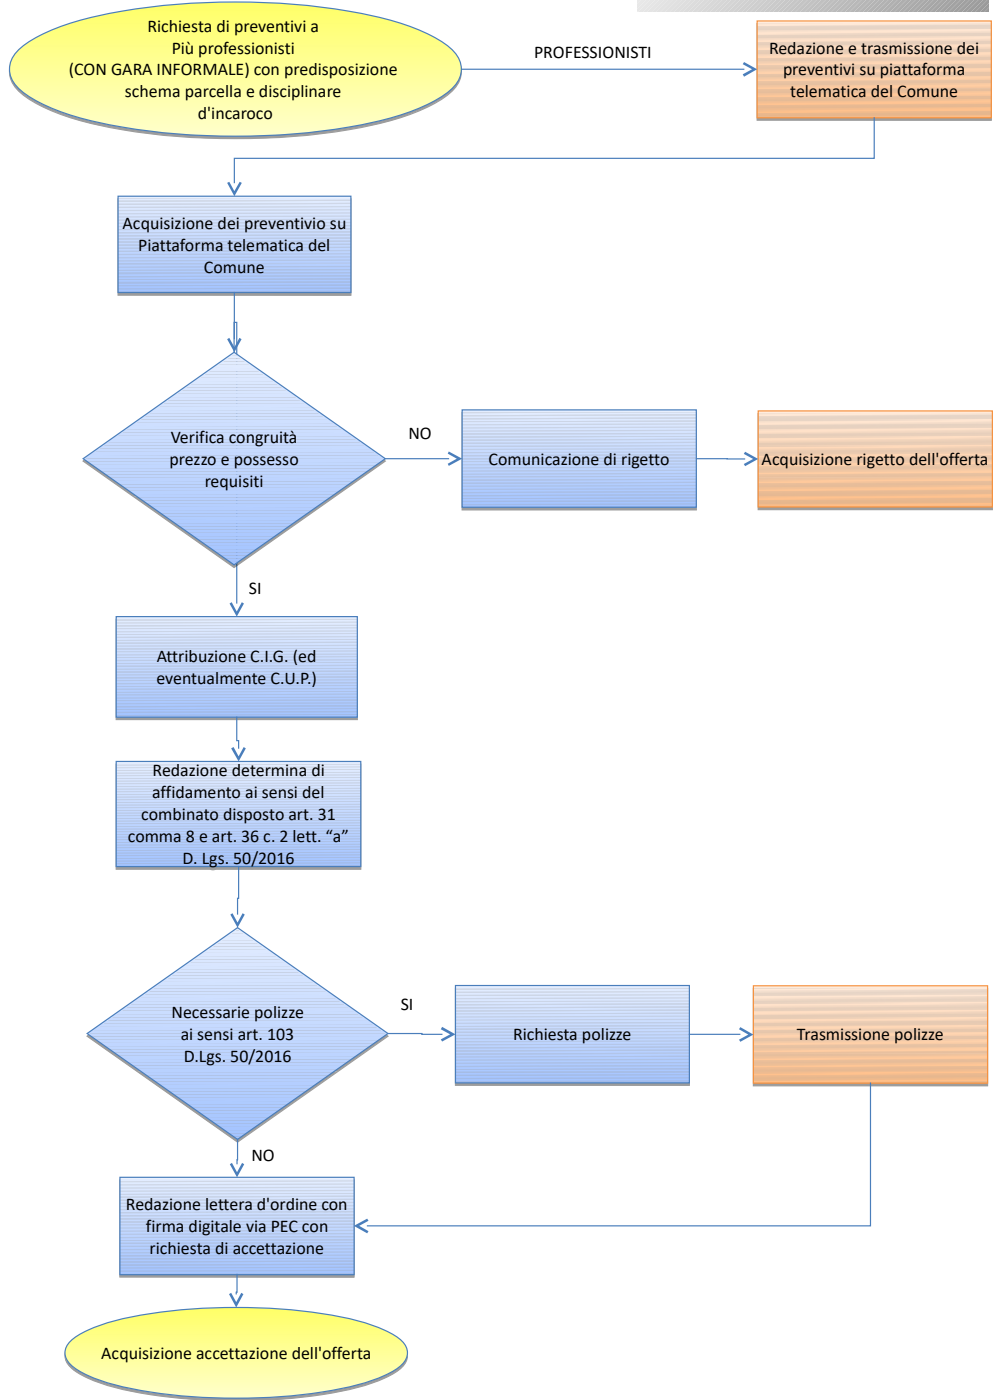 Richiesta di preventivi a
Più professionisti
(CON GARA INFORMALE) con predisposizione
schema parcella e disciplinare
d'incaroco
PROFESSIONISTI
Redazione e trasmissione dei
preventivi su piattaforma
telematica del Comune
Acquisizione dei preventivio su
Piattaforma telematica del
Comune
Verifica congruità
prezzo e possesso
requisiti
NO
Comunicazione di rigetto
Acquisizione rigetto dell'offerta
SI
Attribuzione C.I.G. (ed
eventualmente C.U.P.)
Redazione determina di
affidamento ai sensi del
combinato disposto art. 31
comma 8 e art. 36 c. 2 lett. “a”
D. Lgs. 50/2016
Necessarie polizze
ai sensi art. 103
D.Lgs. 50/2016
SI
Richiesta polizze
Trasmissione polizze
NO
Redazione lettera d'ordine con
firma digitale via PEC con
richiesta di accettazione
Acquisizione accettazione dell'offerta